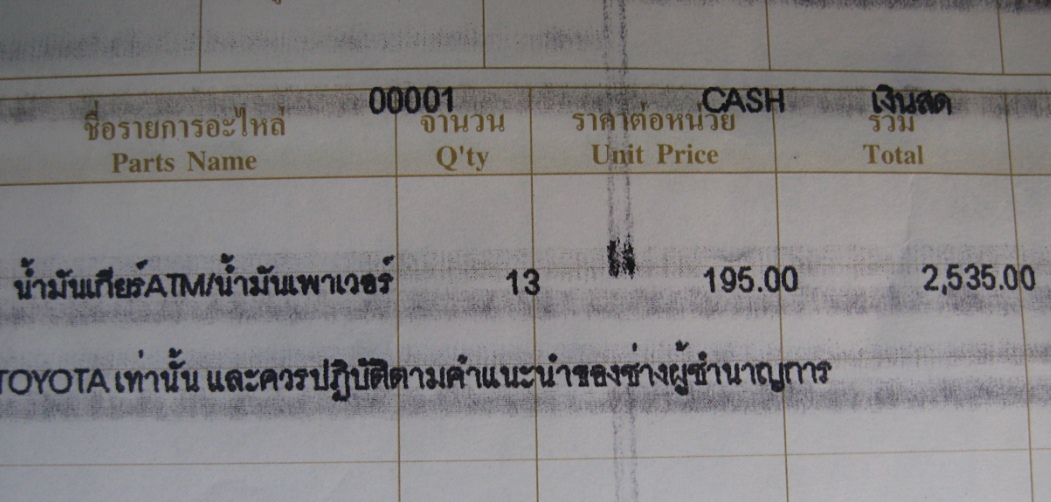 00001 CASH เงินสด
ชื่อรายการอะไหล่ จำนวน ราคาต่อหน่วย รวม
Parts Name Q'ty Unit Price Total
น้ำมันเกียร์ATM/น้ำมันเพาเวอร์ 13 195.00 2,535.00
TOYOTA เท่านั้น และควรปฏิบัติตามคำแนะนำของช่างผู้ชำนาญการ